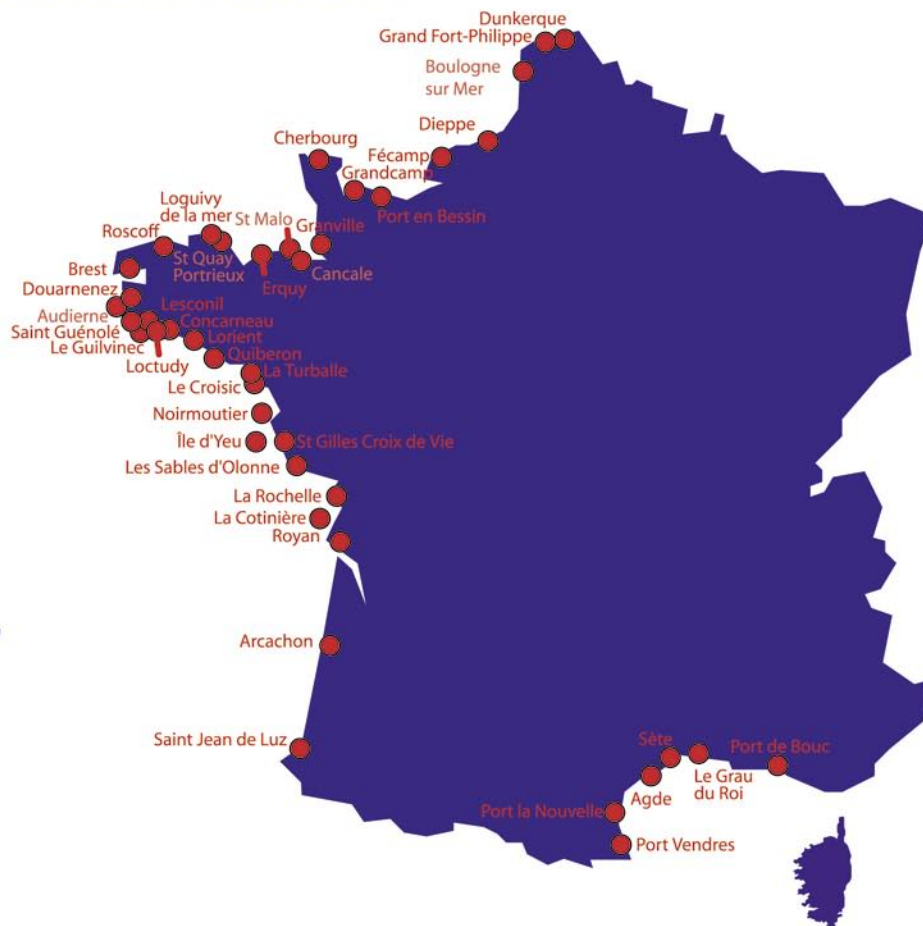 Dunkerque
Grand Fort-Philippe
Boulogne
sur Mer
Dieppe
Cherbourg
Fécamp
Grandcamp
Port en Bessin
Loguivy
de la mer
St Malo
Granville
Roscoff
St Quay
Portrieux
Cancale
Brest
Erquy
Douarnenez
Lesconil
Audierne
Concarneau
Saint Guénolé
Lorient
Le Guilvinec
Quiberon
Loctudy
La Turballe
Le Croisic
Noirmoutier
Île d'Yeu
St Gilles Croix de Vie
Les Sables d'Olonne
La Rochelle
La Cotinière
Royan
Arcachon
Saint Jean de Luz
Sète
Port de Bouc
Le Grau
du Roi
Agde
Port la Nouvelle
Port Vendres